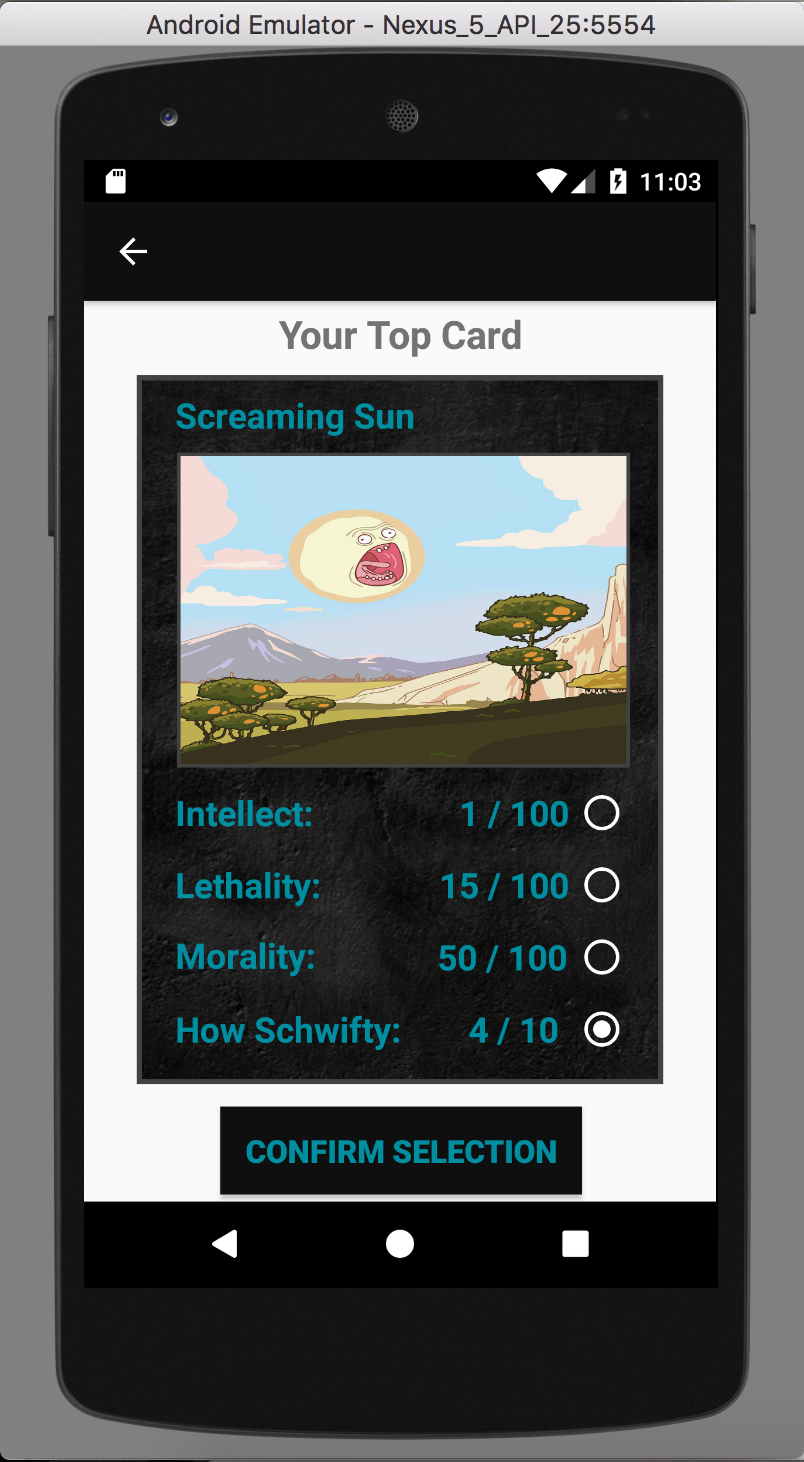 Android Emulator - Nexus_5_API_25:5554
11:03
Your Top Card
Screaming Sun
Intellect: 1 / 100
Lethality: 15 / 100
Morality: 50 / 100
How Schwifty: 4 / 10
CONFIRM SELECTION